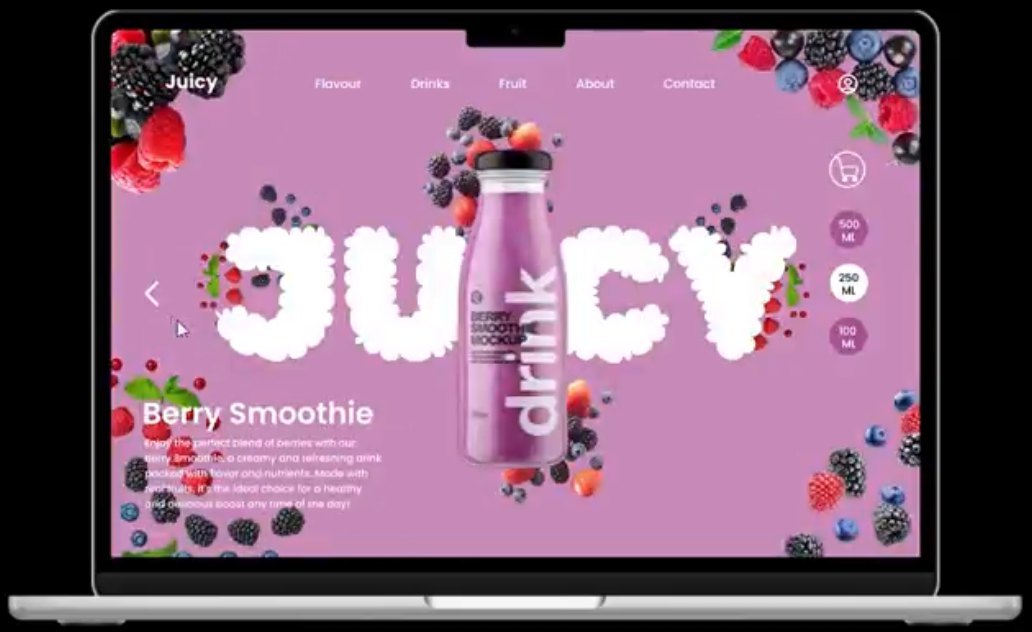 Juicy
Flavour
Drinks
Fruit
About
Contact
500
ML
JUICY
250
ML
BERRY
SMOOTHIE
MOCKUP
drink
100
ML
Berry Smoothie
Enjoy the perfect blend of berries with our
Berry Smoothie, a creamy and refreshing drink
packed with flavor and nutrients. Made with
real fruits, it's the ideal choice for a healthy
and delicious boost any time of the day!